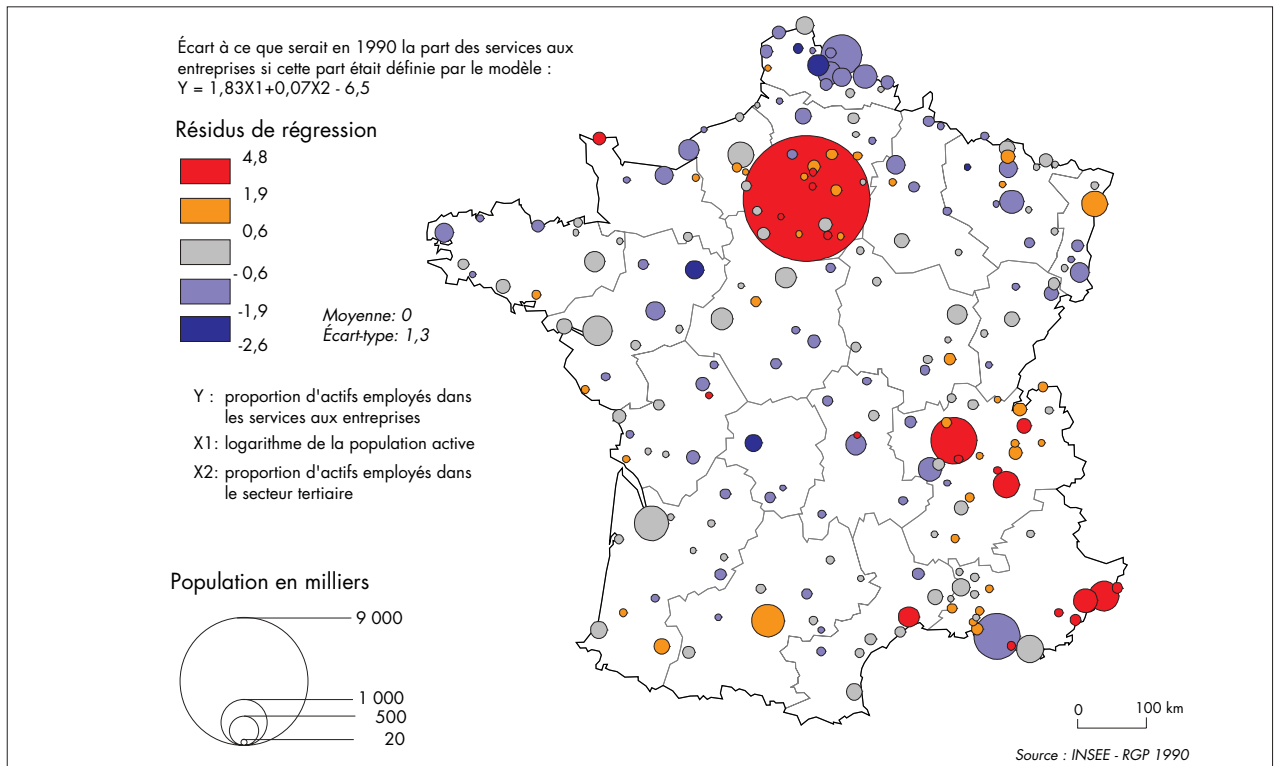 Écart à ce que serait en 1990 la part des services aux
entreprises si cette part était définie par le modèle :
Y = 1,83X1+0,07X2 - 6,5
Résidus de régression
4,8
1,9
0,6
- 0,6
-1,9
-2,6
Moyenne: 0
Écart-type: 1,3
Y : proportion d'actifs employés dans
les services aux entreprises
X1: logarithme de la population active
X2: proportion d'actifs employés dans
le secteur tertiaire
Population en milliers
9 000
1 000
500
20
0 100 km
Source : INSEE - RGP 1990